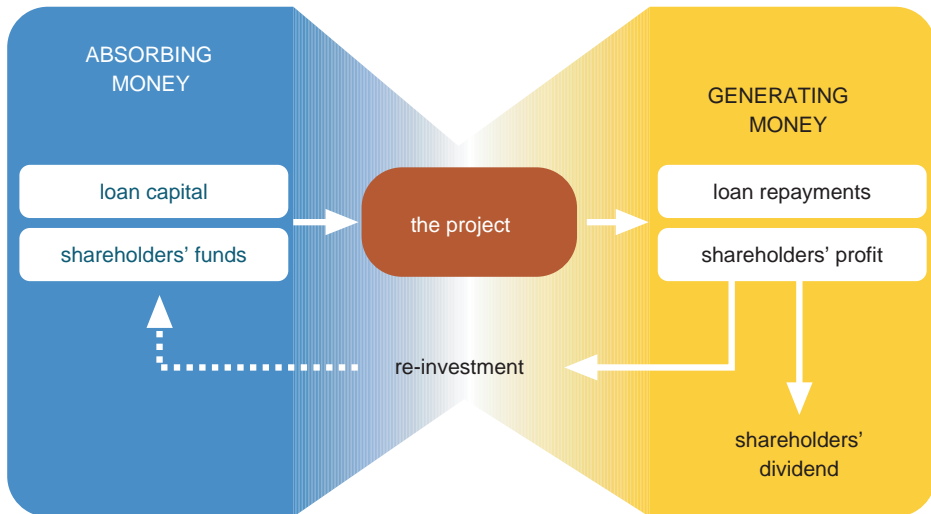 ABSORBING
MONEY
loan capital
shareholders’ funds
the project
GENERATING
MONEY
loan repayments
shareholders’ profit
re-investment
shareholders’
dividend